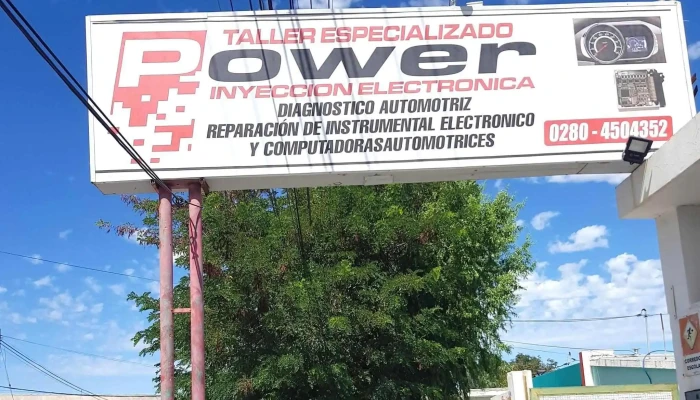 TALLER ESPECIALIZADO
Power
INYECCION ELECTRONICA
DIAGNOSTICO AUTOMOTRIZ
REPARACIÓN DE INSTRUMENTAL ELECTRONICO
Y COMPUTADORASAUTOMOTRICES
0280 - 4504352